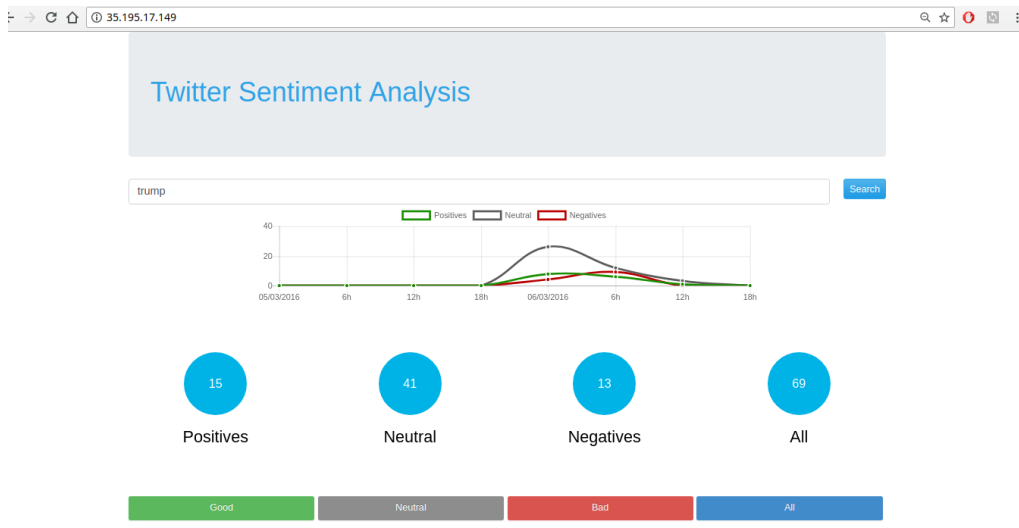 35.195.17.149
Twitter Sentiment Analysis
trump
Search
Positives Neutral Negatives
40
20
0
05/03/2016 6h 12h 18h 06/03/2016 6h 12h 18h
15 41 13 69
Positives Neutral Negatives All
Good Neutral Bad All